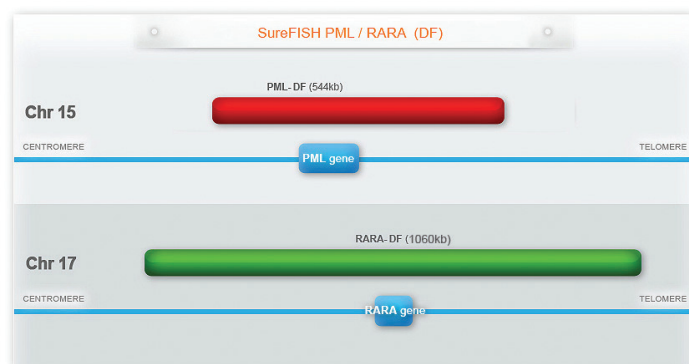 SureFISH PML / RARA (DF)
PML-DF (544kb)
Chr 15
CENTROMERE
TELOMERE
PML gene
RARA-DF (1060kb)
Chr 17
CENTROMERE
TELOMERE
RARA gene